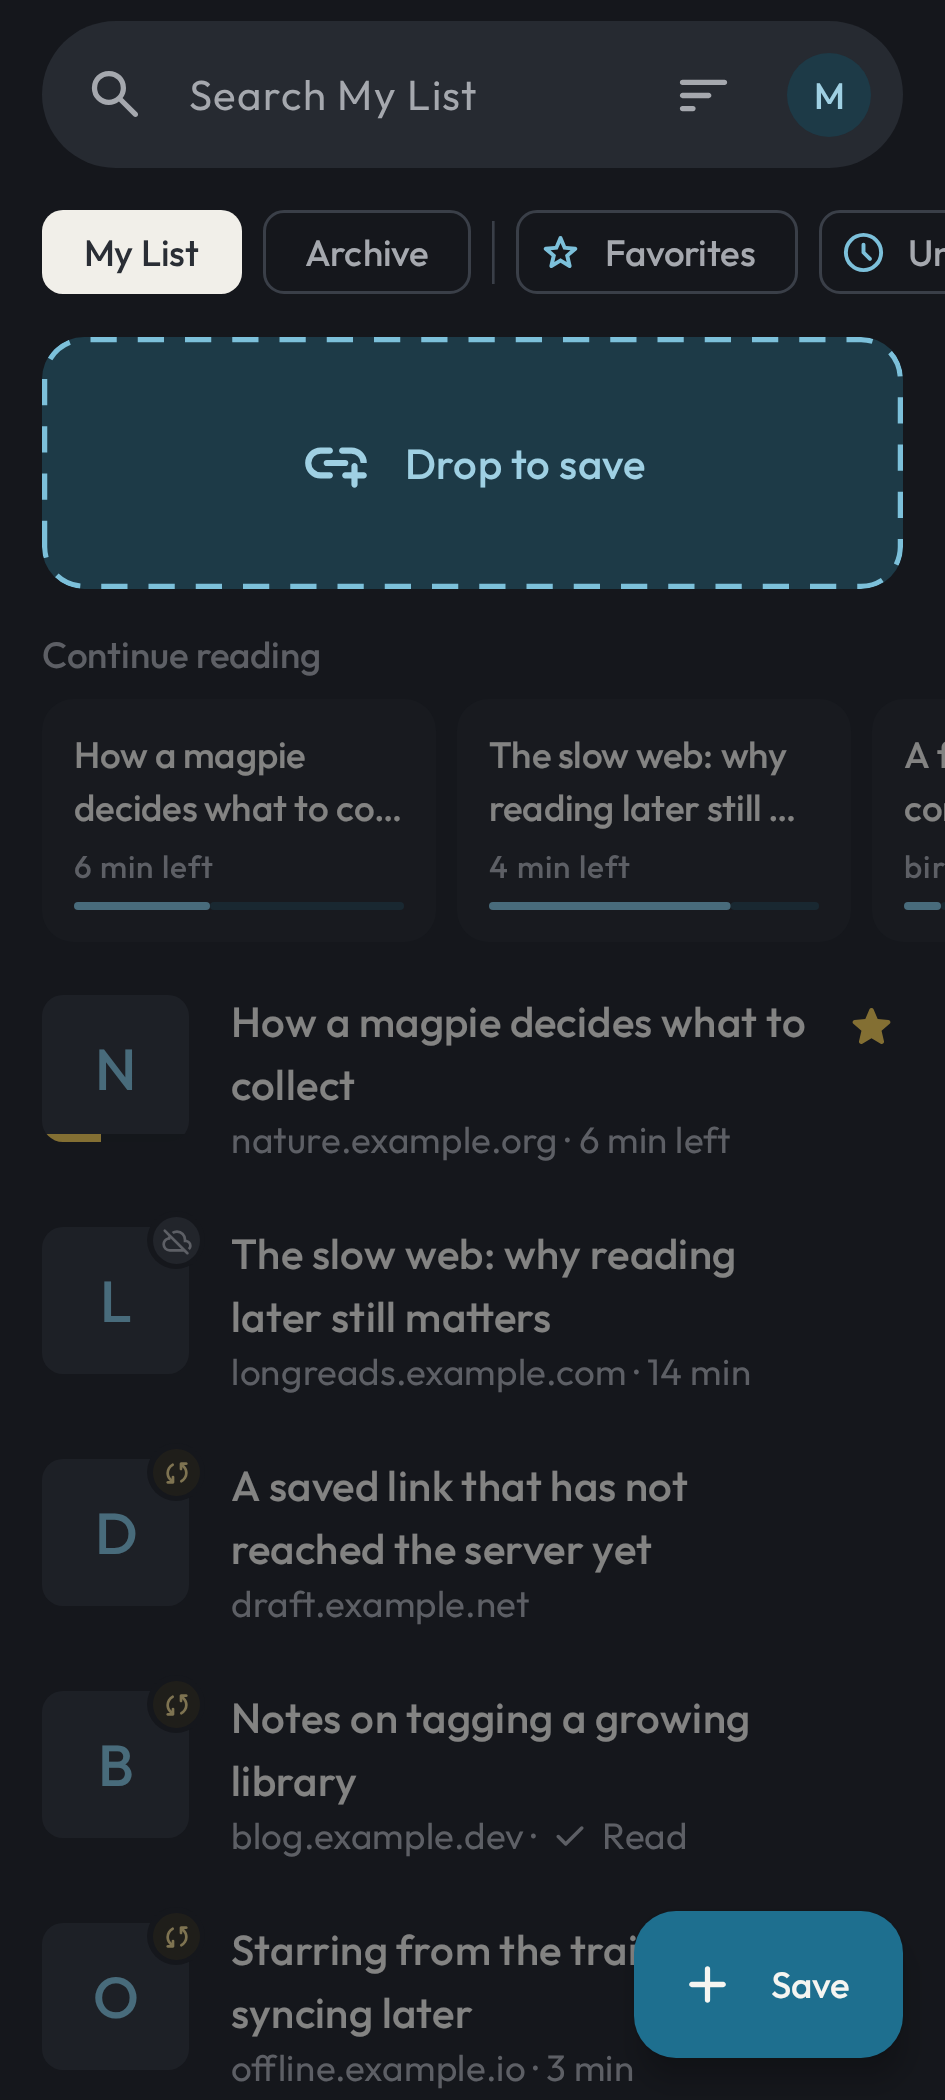 Search My List
M
My List
Archive
Favorites
Drop to save
Continue reading
How a magpie
decides what to co...
6 min left
The slow web: why
reading later still ...
4 min left
A
N
How a magpie decides what to
collect
nature.example.org · 6 min left
L
The slow web: why reading
later still matters
longreads.example.com · 14 min
D
A saved link that has not
reached the server yet
draft.example.net
B
Notes on tagging a growing
library
blog.example.dev · ✓ Read
O
Starring from the
syncing later
offline.example.io · 3 min
Save